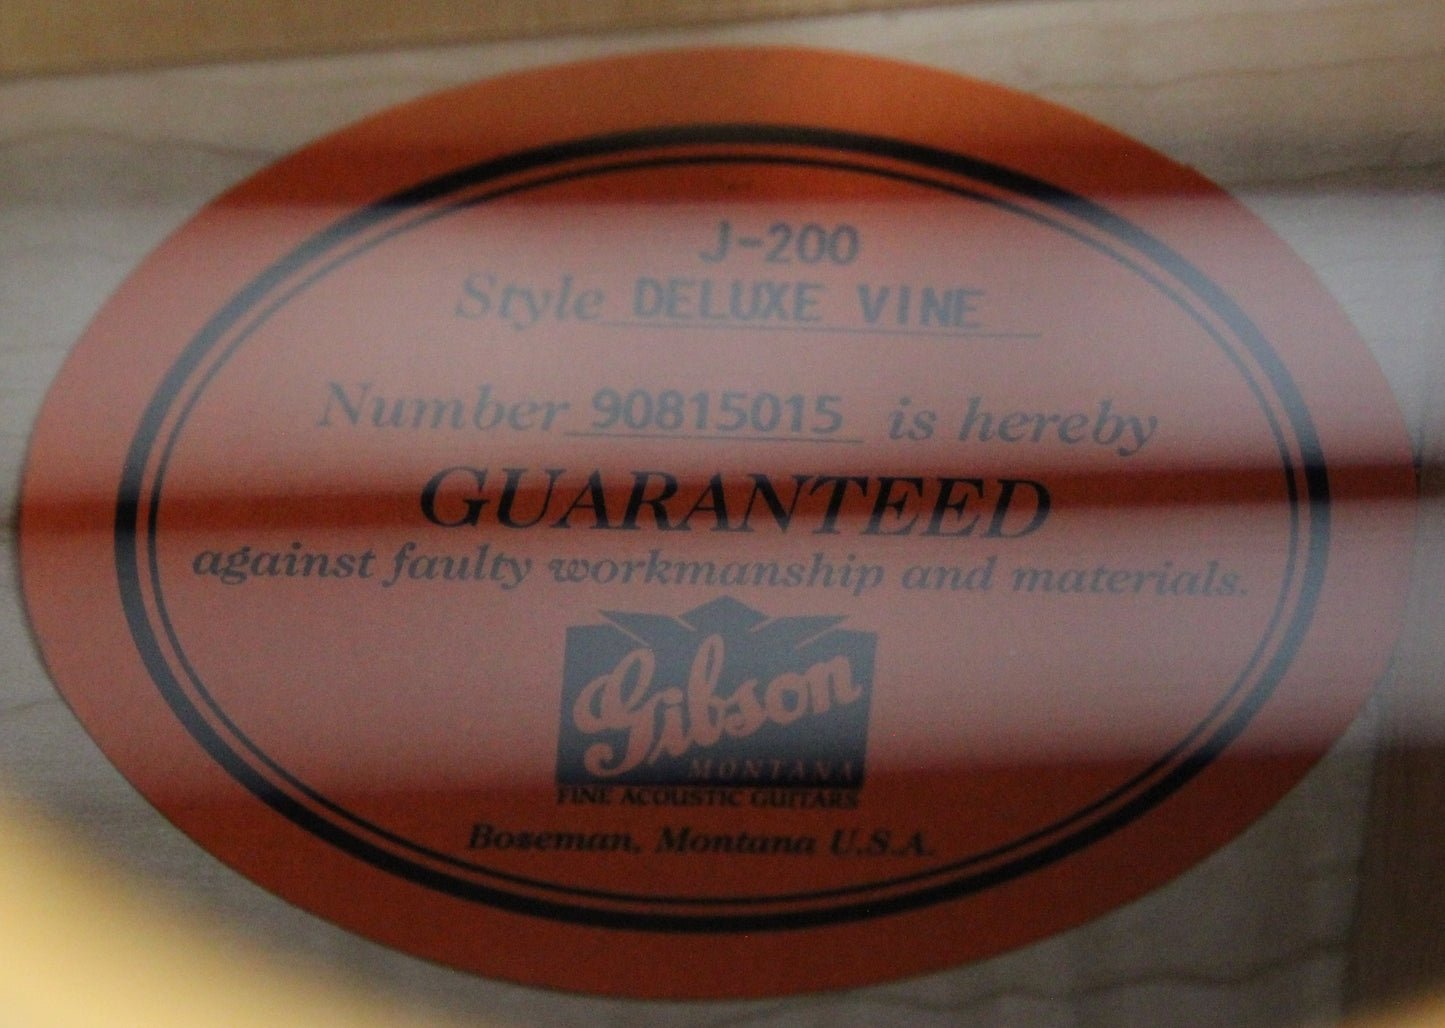 J-200
Style DELUXE VINE
Number 90815015 is hereby
GUARANTEED
against faulty workmanship and materials.
Gibson
MONTANA
FINE ACOUSTIC GUITARS
Bozeman, Montana U.S.A.